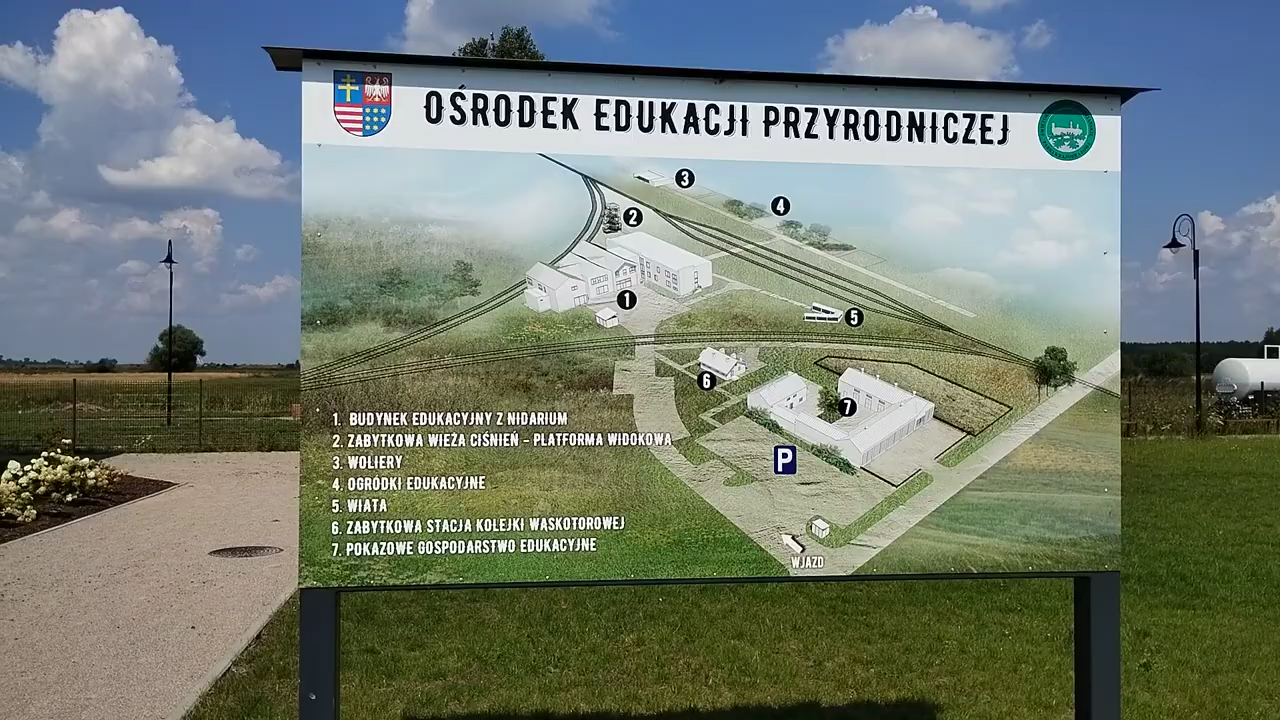 OŚRODEK EDUKACJI PRZYRODNICZEJ
3
4
2
1
5
6
7
P
1. BUDYNEK EDUKACYJNY Z NIDARIUM
2. ZABYTKOWA WIEŻA CIŚNIEŃ – PLATFORMA WIDOKOWA
3. WOLIERY
4. OGRÓDKI EDUKACYJNE
5. WIATA
6. ZABYTKOWA STACJA KOLEJKI WASKOTOROWEJ
7. POKAZOWE GOSPODARSTWO EDUKACYJNE
WJAZD